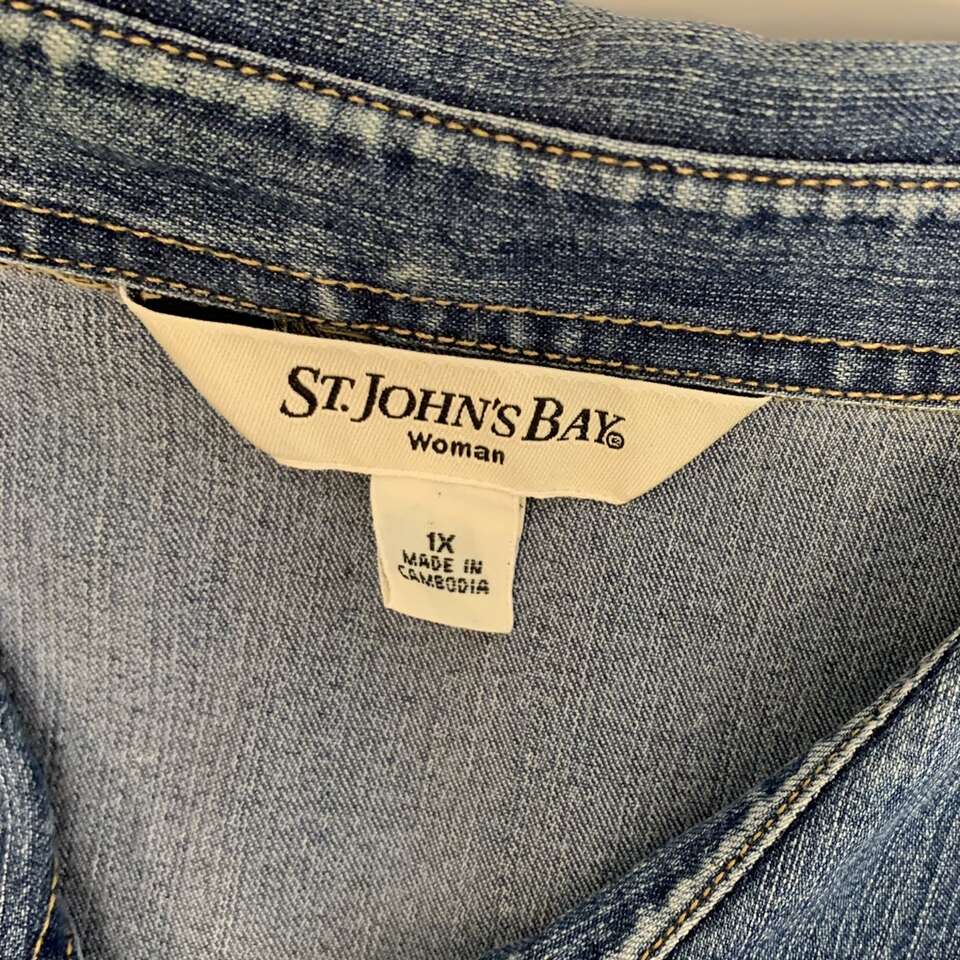 ST. JOHN'S BAY®
Woman
1X
MADE IN
CAMBODIA